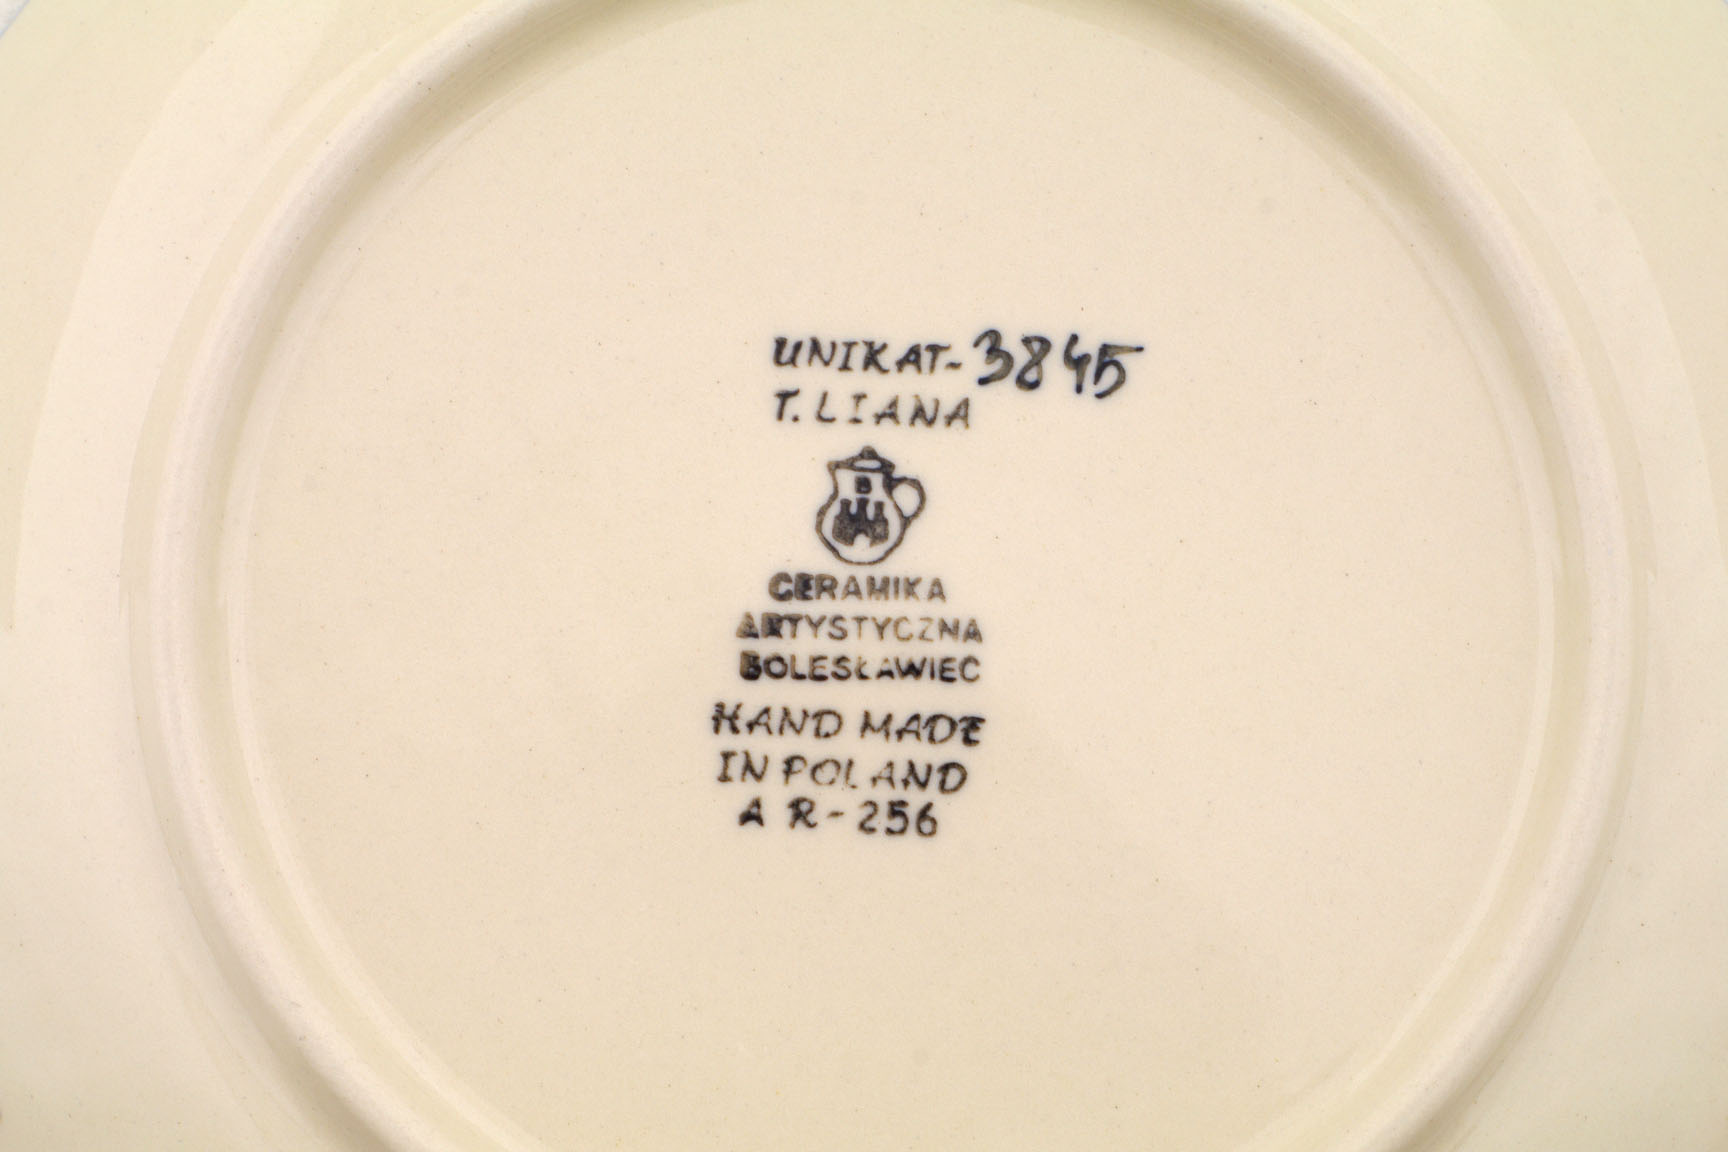 UNIKAT-3845
T. LIANA
B
CERAMIKA
ARTYSTYCZNA
BOLESŁAWIEC
HAND MADE
IN POLAND
A R-256